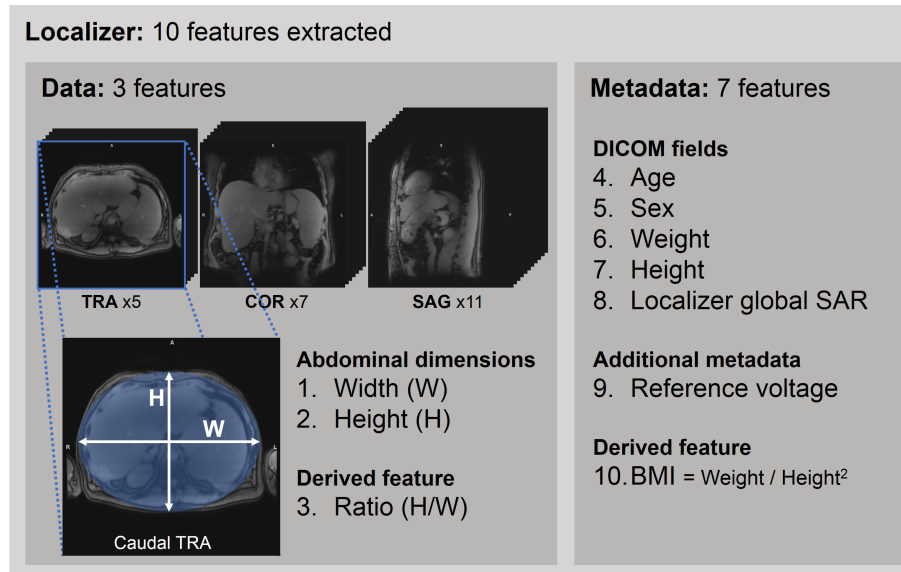 Localizer: 10 features extracted
Data: 3 features
TRA x5
COR x7
SAG x11
H
W
A
R
L
Caudal TRA
Abdominal dimensions
1. Width (W)
2. Height (H)
Derived feature
3. Ratio (H/W)
Metadata: 7 features
DICOM fields
4. Age
5. Sex
6. Weight
7. Height
8. Localizer global SAR
Additional metadata
9. Reference voltage
Derived feature
10. BMI = Weight / Height²